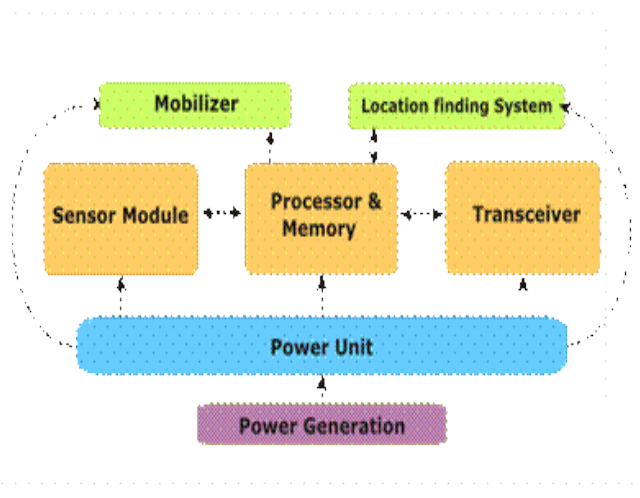 Mobilizer
Location finding System
Sensor Module
Processor &
Memory
Transceiver
Power Unit
Power Generation